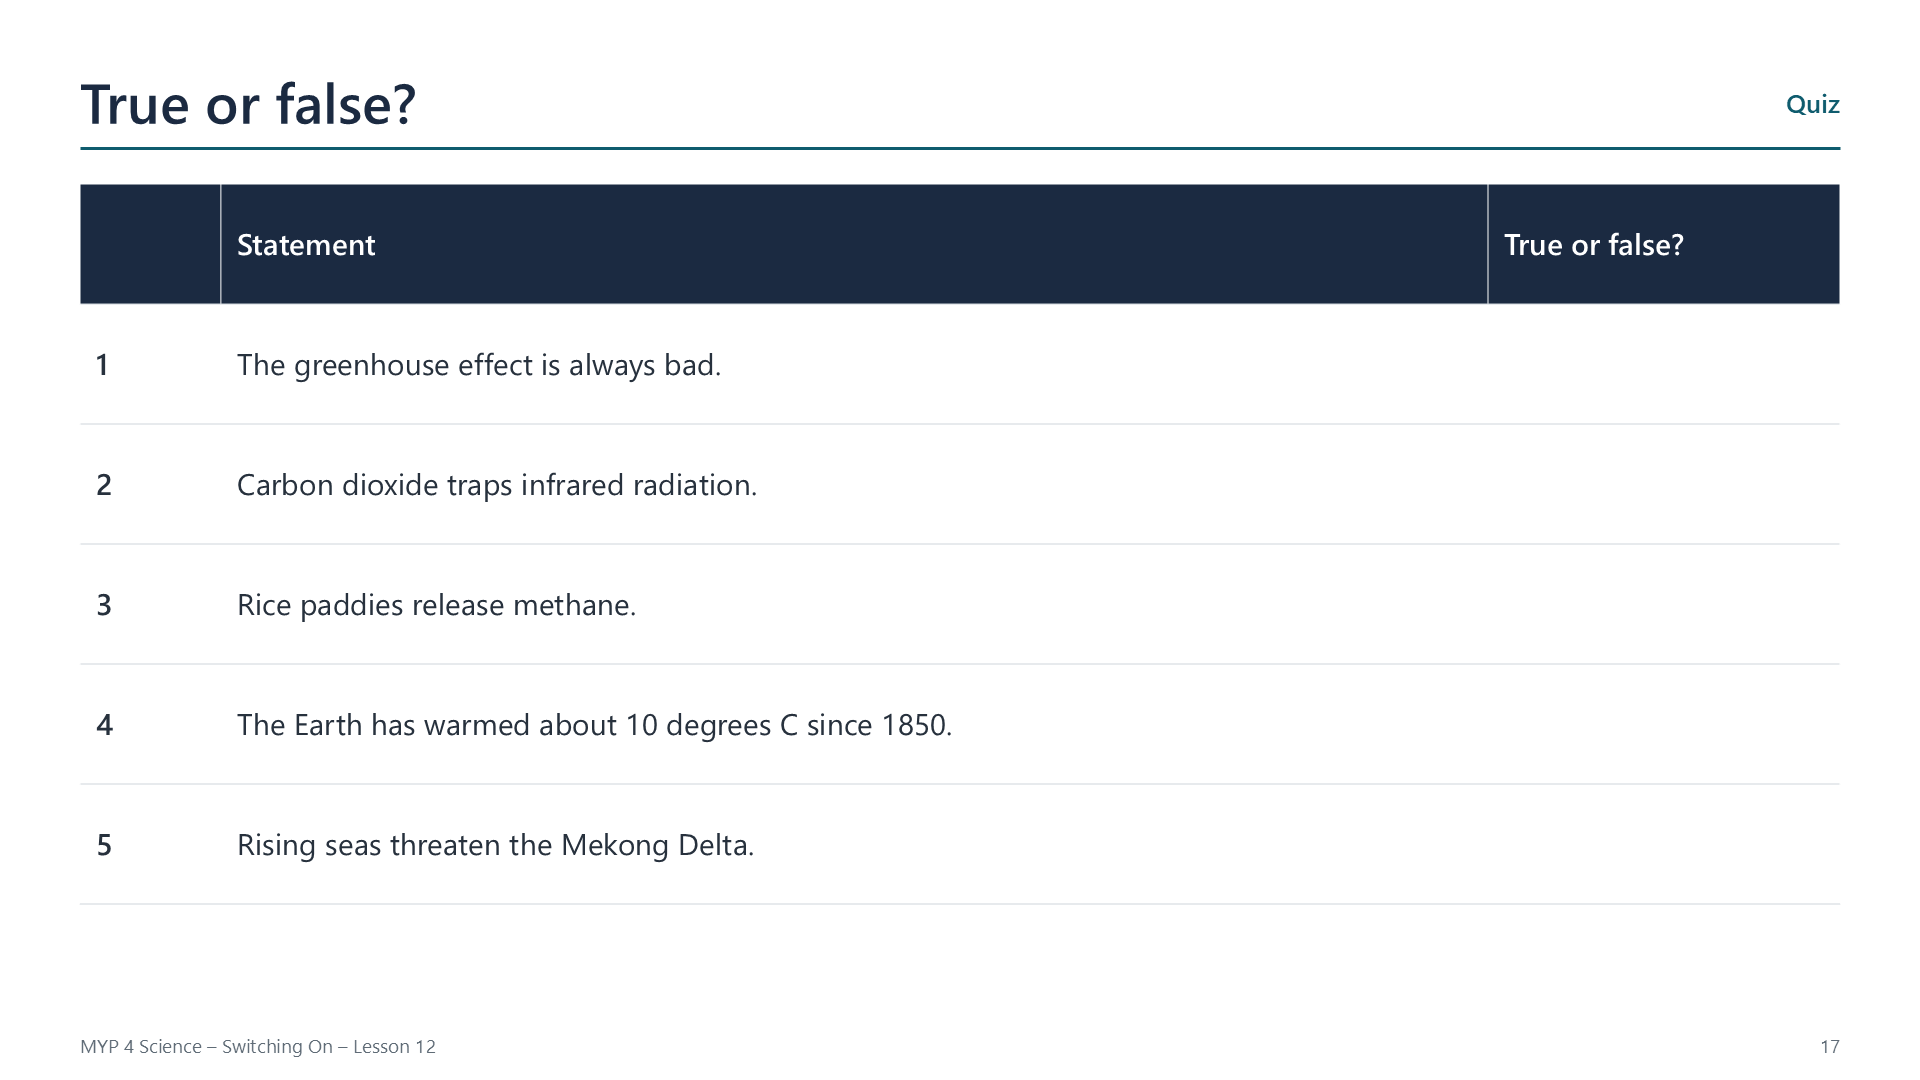 True or false?
Quiz
Statement
True or false?
1 The greenhouse effect is always bad.
2 Carbon dioxide traps infrared radiation.
3 Rice paddies release methane.
4 The Earth has warmed about 10 degrees C since 1850.
5 Rising seas threaten the Mekong Delta.
MYP 4 Science – Switching On – Lesson 12
17